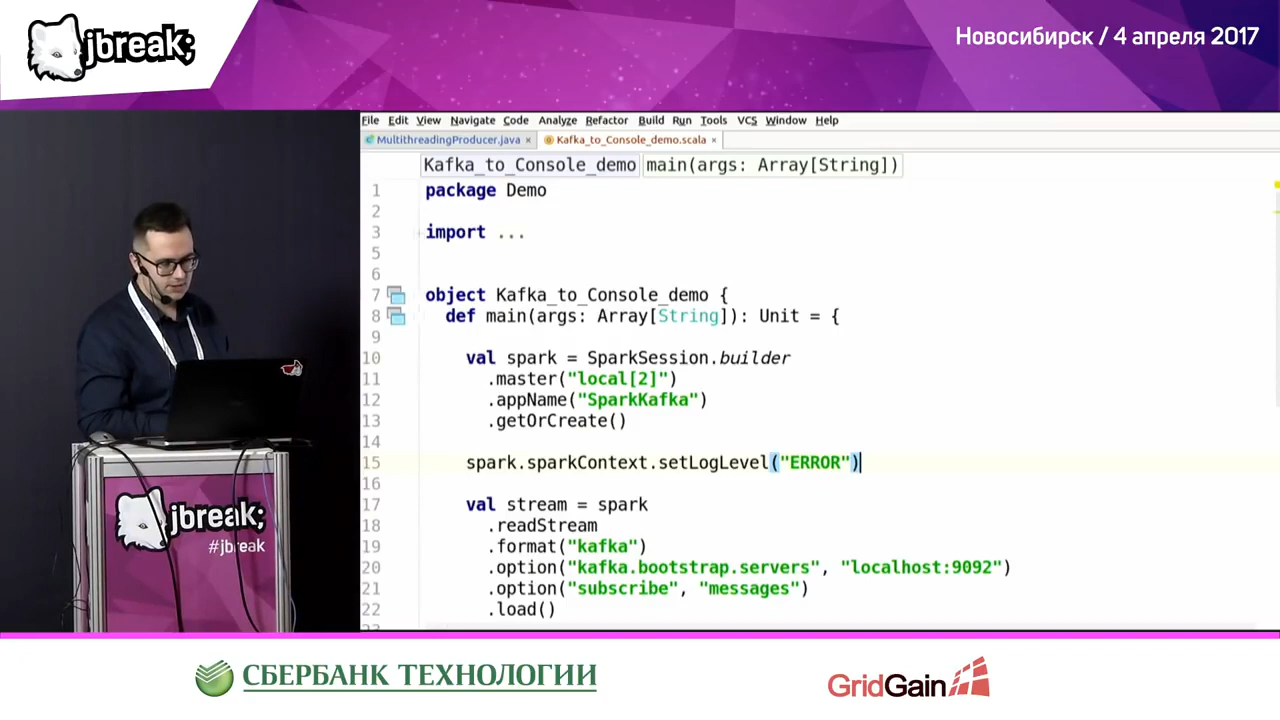 jbreak;
Новосибирск / 4 апреля 2017
File Edit View Navigate Code Analyze Refactor Build Run Tools VCS Window Help
MultithreadingProducer.java × Kafka_to_Console_demo.scala ×
Kafka_to_Console_demo main(args: Array[String])
1 package Demo
2
3 import ...
5
6
7 object Kafka_to_Console_demo {
8 def main(args: Array[String]): Unit = {
9
10 val spark = SparkSession.builder
11 .master("local[2]")
12 .appName("SparkKafka")
13 .getOrCreate()
14
15 spark.sparkContext.setLogLevel("ERROR")
16
17 val stream = spark
18 .readStream
19 .format("kafka")
20 .option("kafka.bootstrap.servers", "localhost:9092")
21 .option("subscribe", "messages")
22 .load()
jbreak;
#jbreak
СБЕРБАНК ТЕХНОЛОГИИ
GridGain